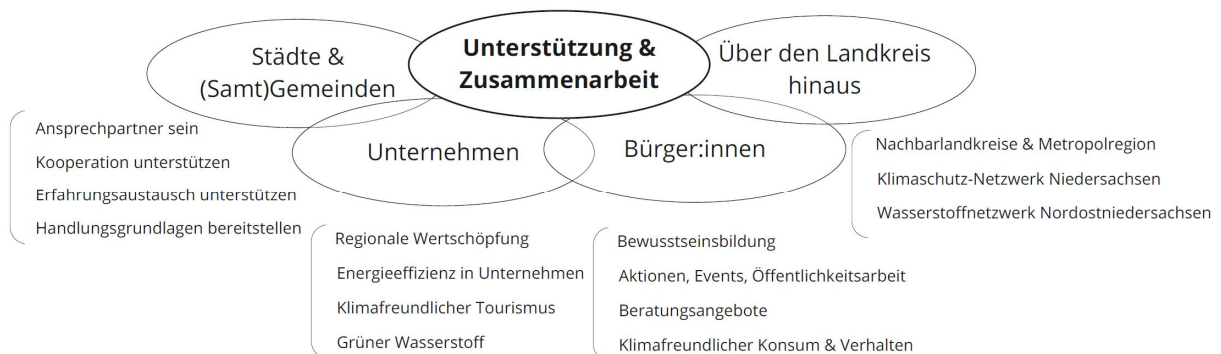 Städte &
(Samt)Gemeinden
Unterstützung &
Zusammenarbeit
Über den Landkreis
hinaus
Unternehmen
Bürger:innen
Ansprechpartner sein
Kooperation unterstützen
Erfahrungsaustausch unterstützen
Handlungsgrundlagen bereitstellen
Regionale Wertschöpfung
Energieeffizienz in Unternehmen
Klimafreundlicher Tourismus
Grüner Wasserstoff
Bewusstseinsbildung
Aktionen, Events, Öffentlichkeitsarbeit
Beratungsangebote
Klimafreundlicher Konsum & Verhalten
Nachbarlandkreise & Metropolregion
Klimaschutz-Netzwerk Niedersachsen
Wasserstoffnetzwerk Nordostniedersachsen